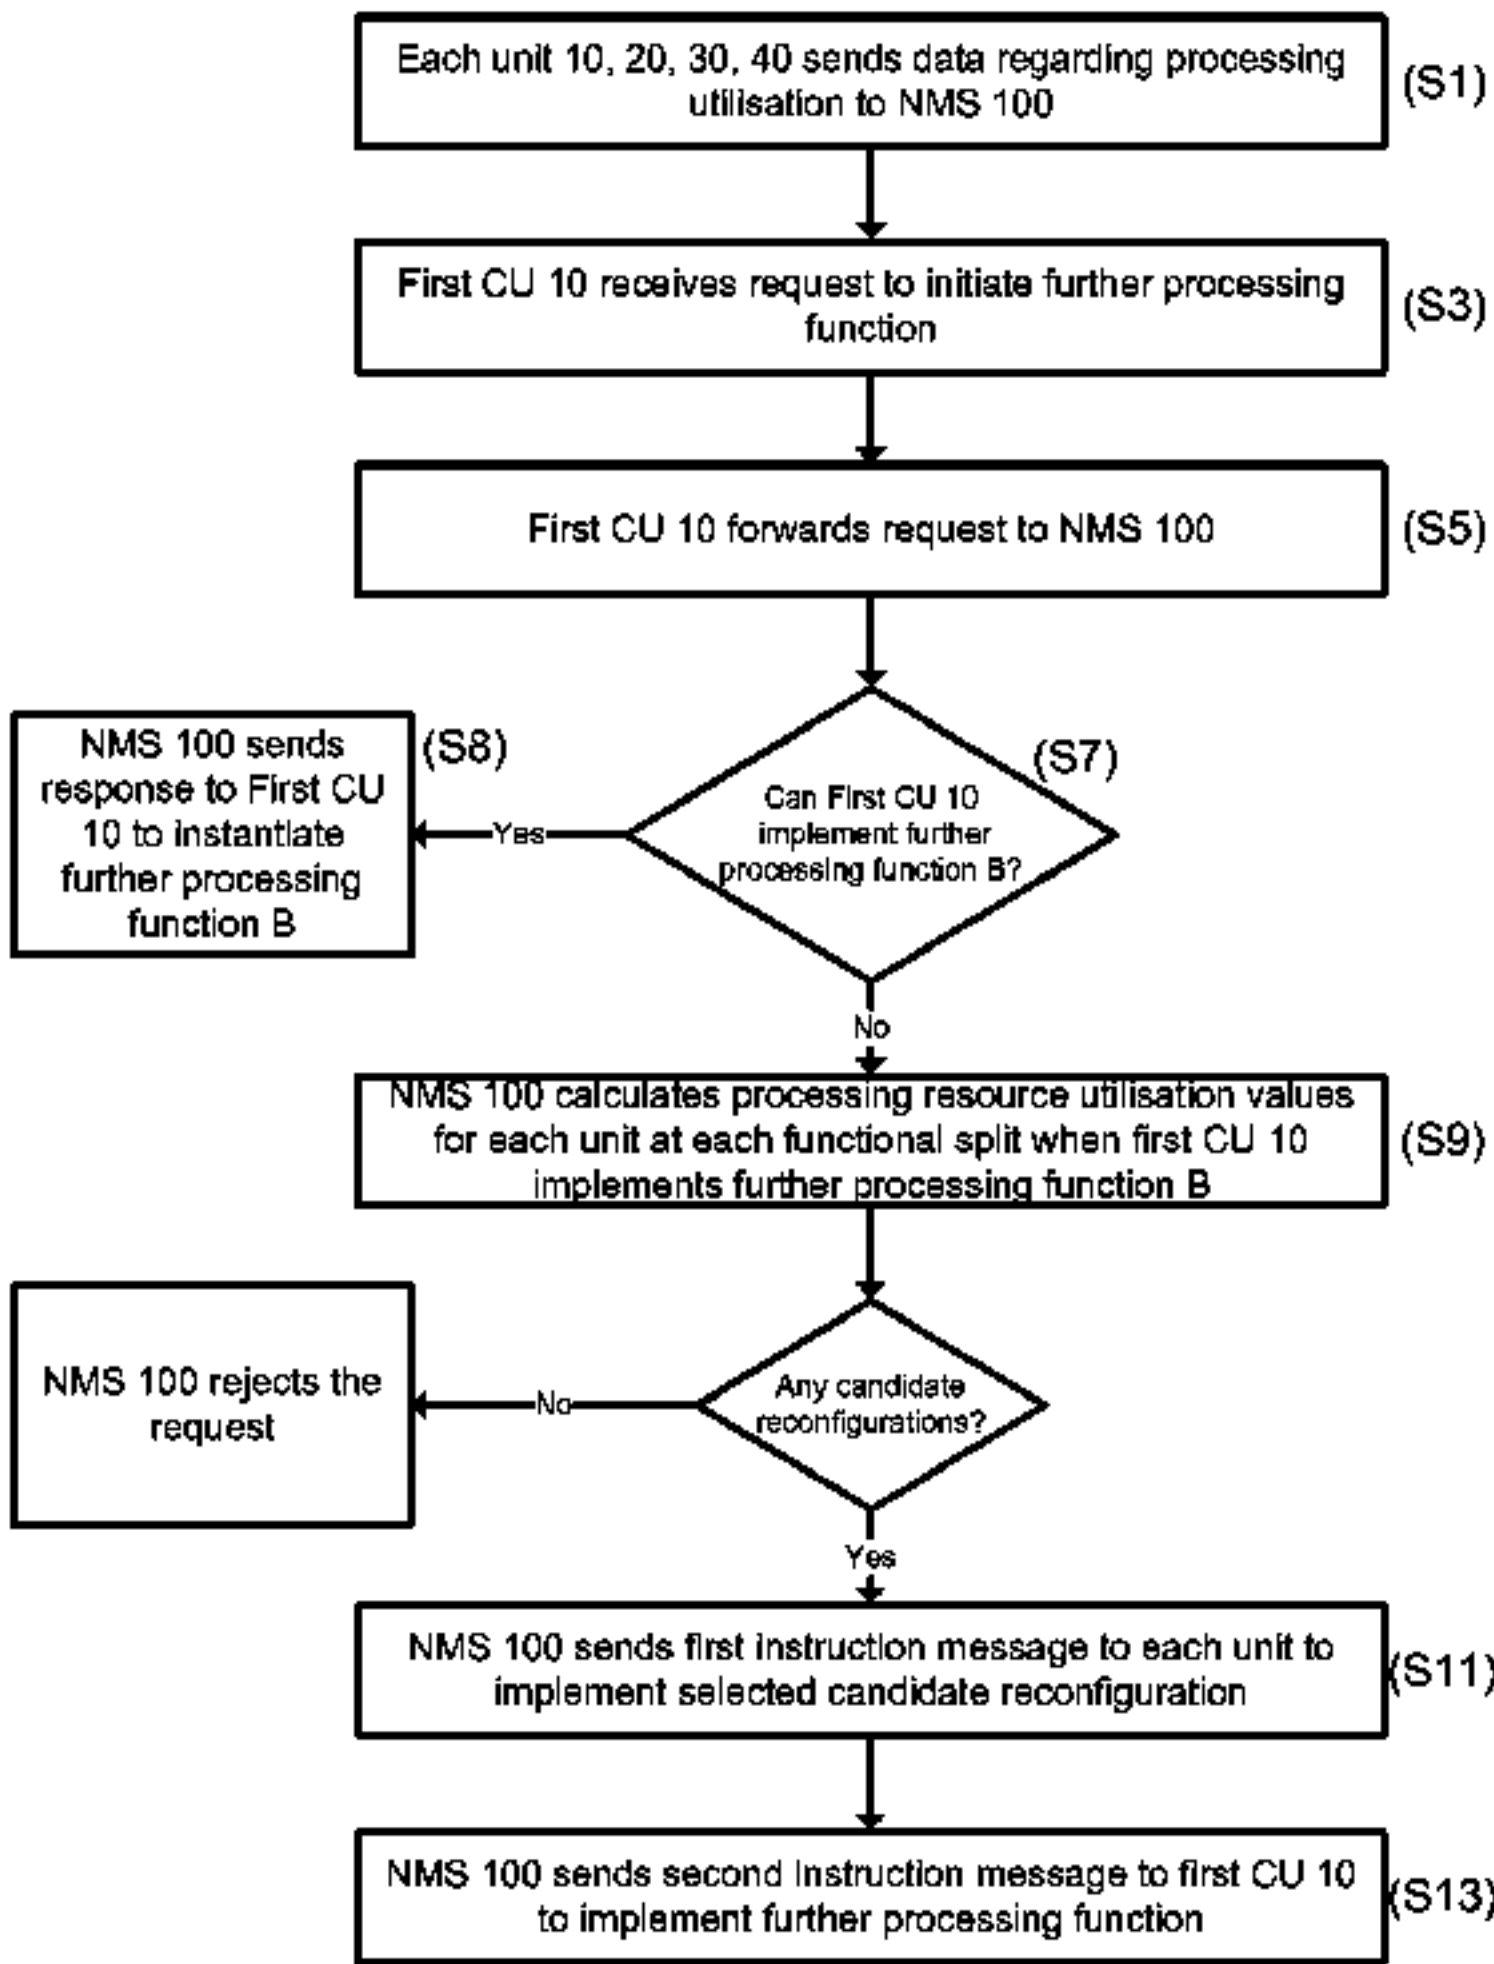 Each unit 10, 20, 30, 40 sends data regarding processing
utilisation to NMS 100
(S1)
First CU 10 receives request to initiate further processing
function
(S3)
First CU 10 forwards request to NMS 100
(S5)
NMS 100 sends
response to First CU
10 to instantiate
further processing
function B
(S8)
Yes
(S7)
Can First CU 10
implement further
processing function B?
No
NMS 100 calculates processing resource utilisation values
for each unit at each functional split when first CU 10
implements further processing function B
(S9)
NMS 100 rejects the
request
No
Any candidate
reconfigurations?
Yes
NMS 100 sends first instruction message to each unit to
implement selected candidate reconfiguration
(S11)
NMS 100 sends second instruction message to first CU 10
to implement further processing function
(S13)